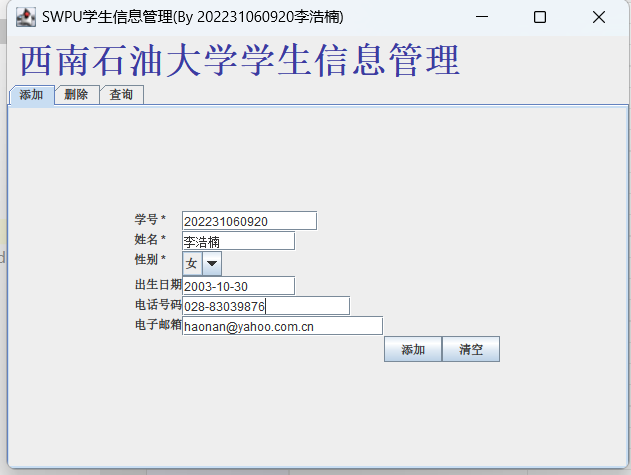 SWPU学生信息管理(By 202231060920李浩楠)
西南石油大学学生信息管理
添加 删除 查询
学号 * 202231060920
姓名 * 李浩楠
性别 * 女
出生日期 2003-10-30
电话号码 028-83039876
电子邮箱 haonan@yahoo.com.cn
添加 清空